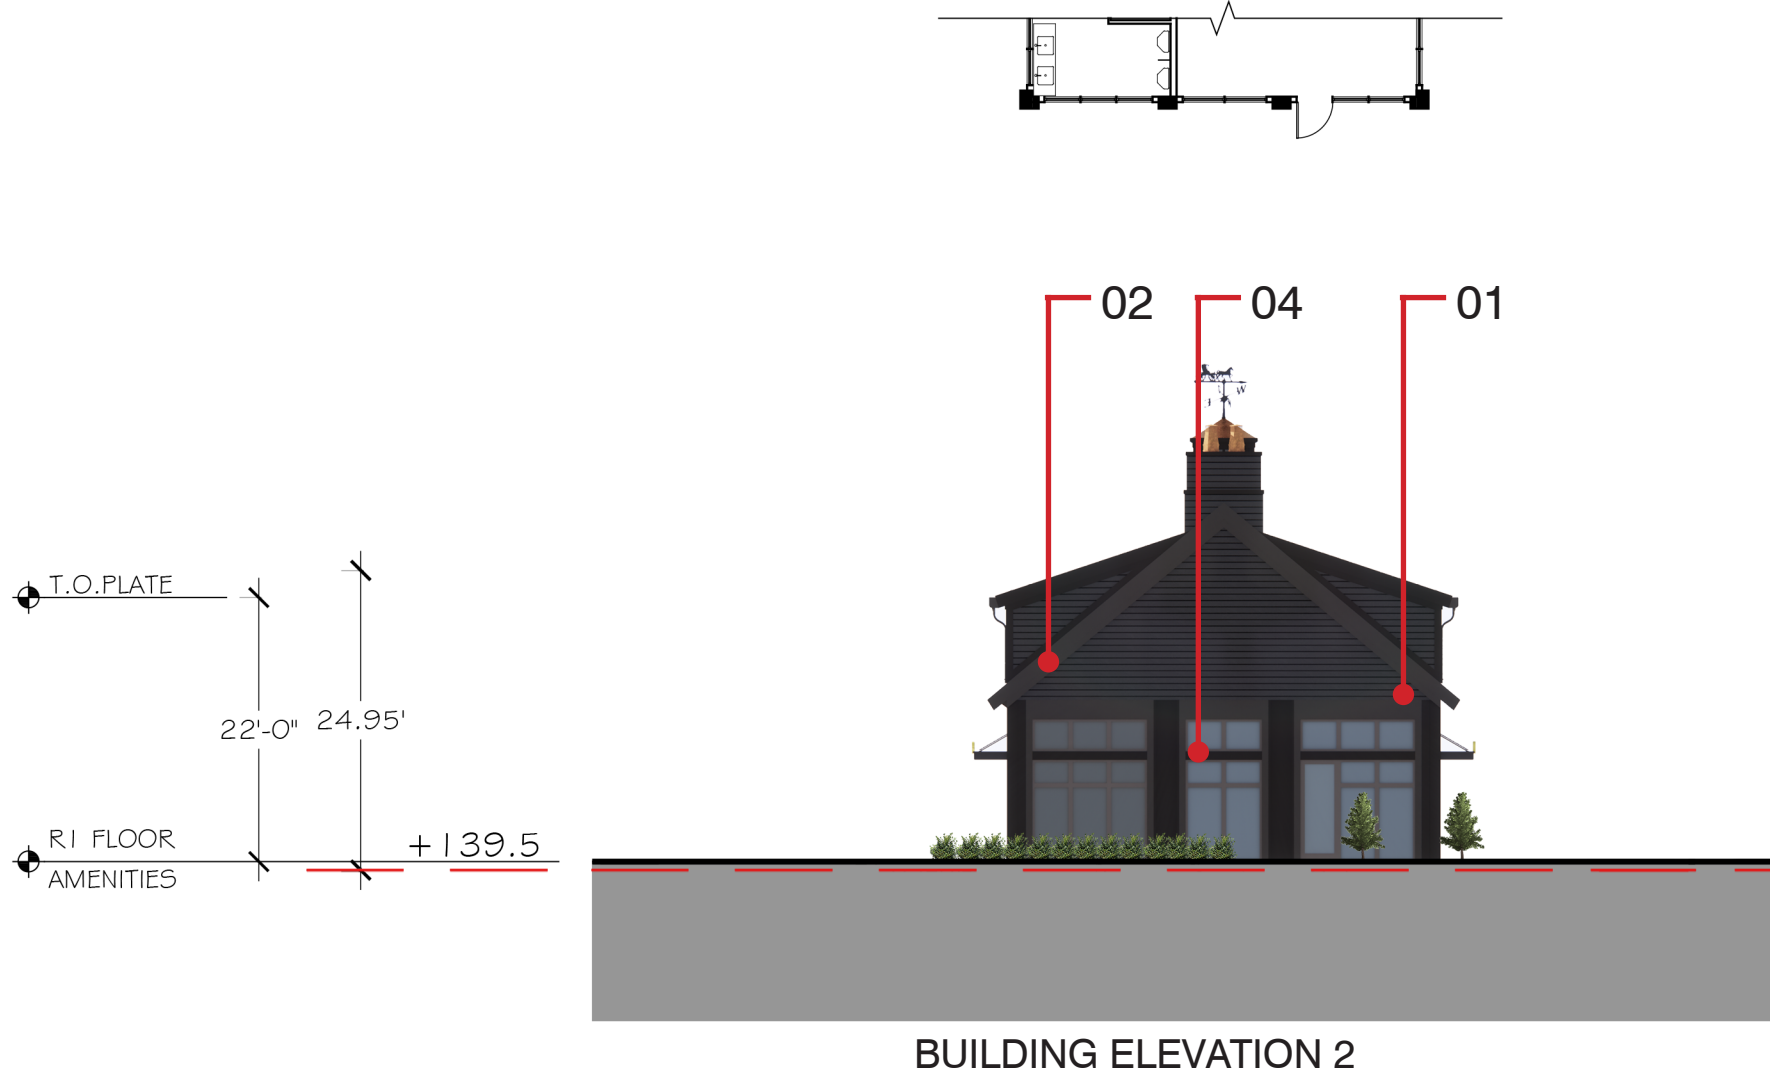 02
04
01
W
T.O.PLATE
22'-0"
24.95'
R1 FLOOR
+139.5
AMENITIES
BUILDING ELEVATION 2